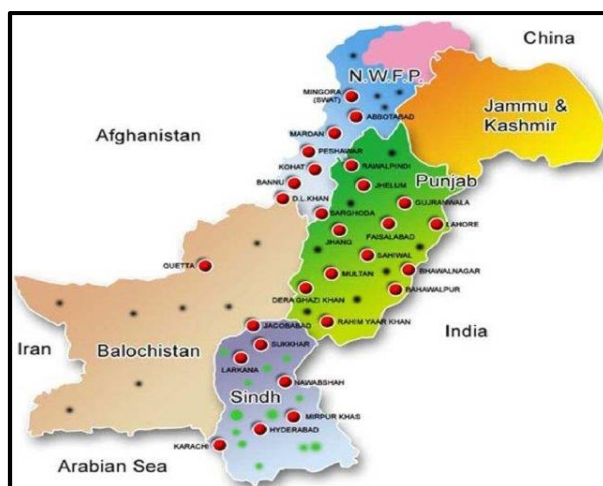 China
N.W.F.P.
MINGORA
(SWAT)
ABBOTABAD
Jammu &
Kashmir
Afghanistan
MARDAN
PESHAWAR
KOHAT
RAWALPINDI
Punjab
BANNU
JHELUM
D.I.KHAN
GUJRANWALA
SARGHODA
LAHORE
JHANG
FAISALABAD
SAHIWAL
QUETTA
MULTAN
BHAWALNAGAR
DERA GHAZI KHAN
BAHAWALPUR
RAHIM YAAR KHAN
JACOBABAD
India
Iran
Balochistan
SUKKHAR
LARKANA
NAWABSHAH
Sindh
MIRPUR KHAS
HYDERABAD
KARACHI
Arabian Sea